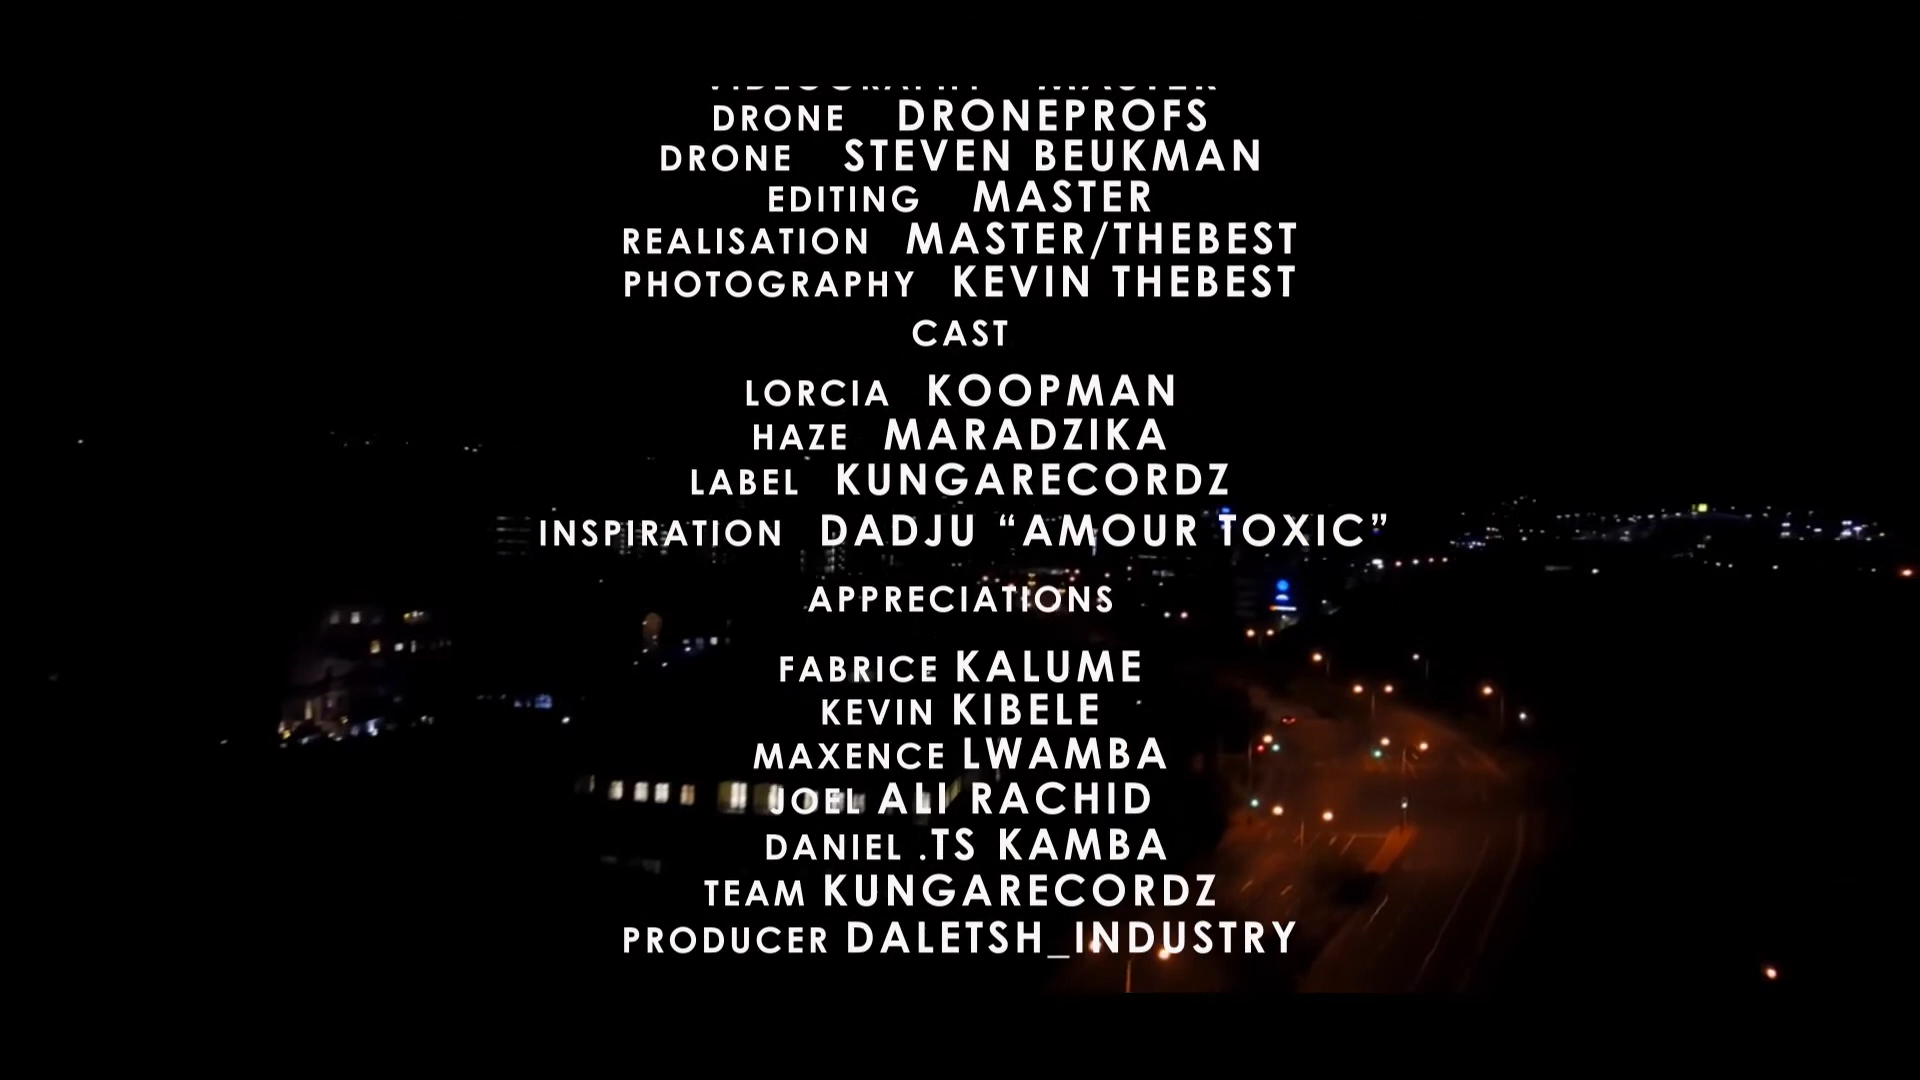 VIDEOGRAPHY MASTER
DRONE DRONEPROFS
DRONE STEVEN BEUKMAN
EDITING MASTER
REALISATION MASTER/THEBEST
PHOTOGRAPHY KEVIN THEBEST
CAST
LORCIA KOOPMAN
HAZE MARADZIKA
LABEL KUNGARECORDZ
INSPIRATION DADJU “AMOUR TOXIC”
APPRECIATIONS
FABRICE KALUME
KEVIN KIBELE
MAXENCE LWAMBA
JOEL ALI RACHID
DANIEL .TS KAMBA
TEAM KUNGARECORDZ
PRODUCER DALETSH_INDUSTRY